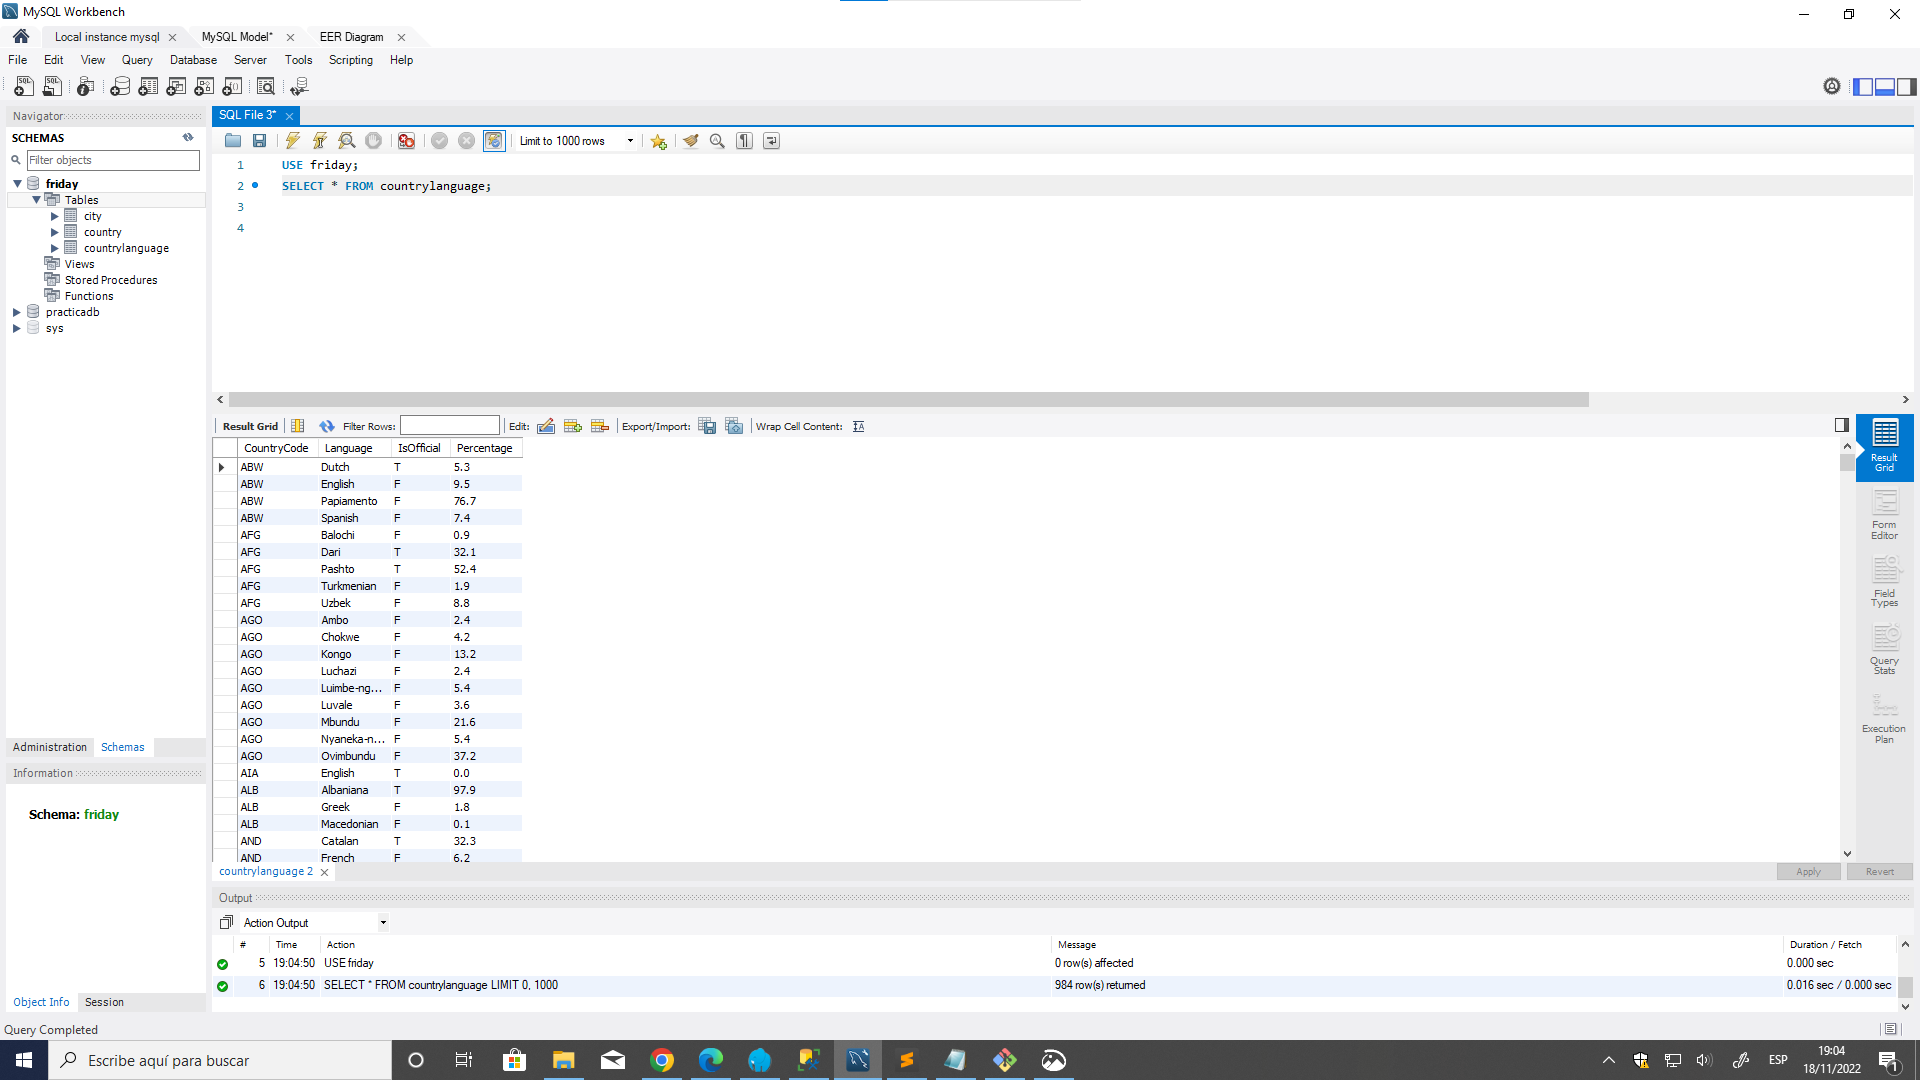 MySQL Workbench
Local instance mysql
MySQL Model*
EER Diagram
File Edit View Query Database Server Tools Scripting Help
Navigator
SCHEMAS
Filter objects
friday
Tables
city
country
countrylanguage
Views
Stored Procedures
Functions
practicadb
sys
Administration Schemas
Information
Schema: friday
Object Info Session
SQL File 3*
Limit to 1000 rows
1 USE friday;
2 SELECT * FROM countrylanguage;
3
4
Result Grid Filter Rows: Edit: Export/Import: Wrap Cell Content:
CountryCode Language IsOfficial Percentage
ABW Dutch T 5.3
ABW English F 9.5
ABW Papiamento F 76.7
ABW Spanish F 7.4
AFG Balochi F 0.9
AFG Dari T 32.1
AFG Pashto T 52.4
AFG Turkmenian F 1.9
AFG Uzbek F 8.8
AGO Ambo F 2.4
AGO Chokwe F 4.2
AGO Kongo F 13.2
AGO Luchazi F 2.4
AGO Luimbe-ng... F 5.4
AGO Luvale F 3.6
AGO Mbundu F 21.6
AGO Nyaneka-n... F 5.4
AGO Ovimbundu F 37.2
AIA English T 0.0
ALB Albaniana T 97.9
ALB Greek F 1.8
ALB Macedonian F 0.1
AND Catalan T 32.3
AND French F 6.2
Result
Grid
Form
Editor
Field
Types
Query
Stats
Execution
Plan
countrylanguage 2
Apply Revert
Output
Action Output
# Time Action Message Duration / Fetch
5 19:04:50 USE friday 0 row(s) affected 0.000 sec
6 19:04:50 SELECT * FROM countrylanguage LIMIT 0, 1000 984 row(s) returned 0.016 sec / 0.000 sec
Query Completed
Escribe aquí para buscar
ESP
19:04
18/11/2022
1